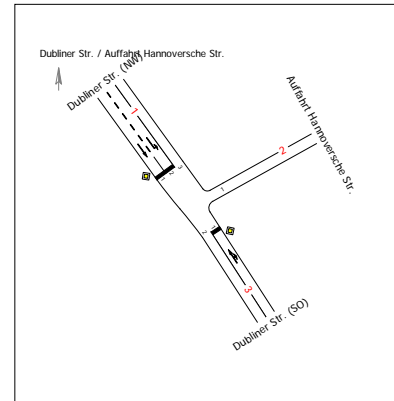 Dubliner Str. / Auffahrt Hannoversche Str.
Dubliner Str. (NW)
Auffahrt Hannoversche Str.
1
2
3
Dubliner Str. (SO)